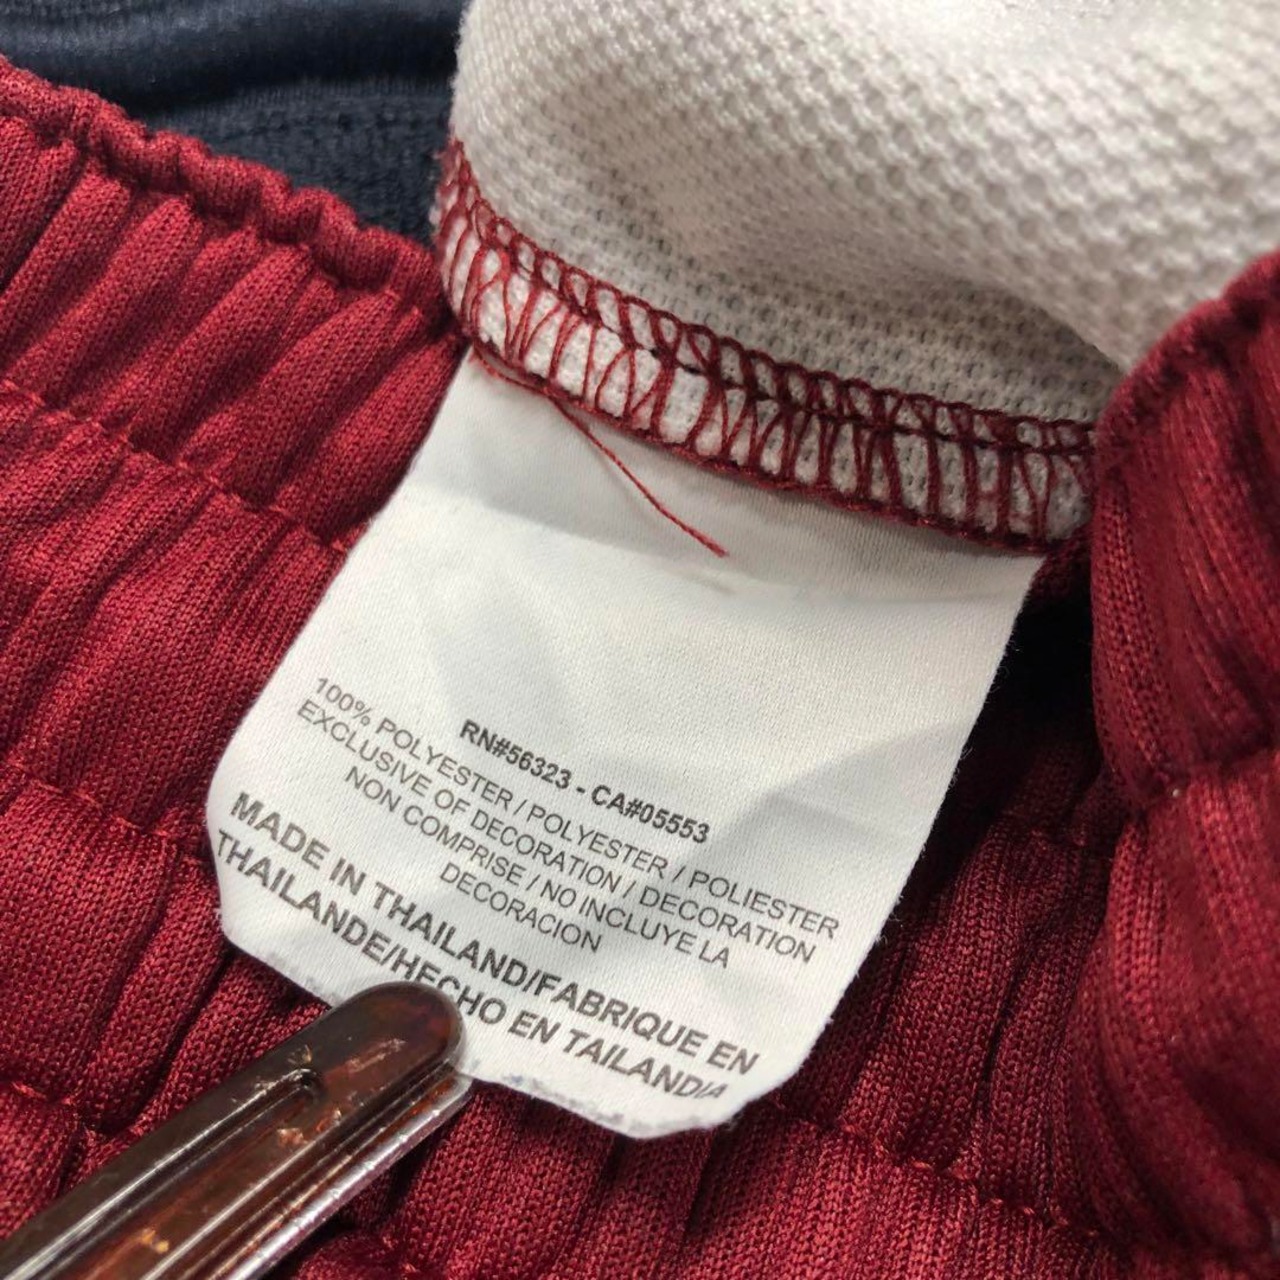 RN#56323 - CA#05553
100% POLYESTER / POLYESTER / POLIESTER
EXCLUSIVE OF DECORATION / DECORATION
NON COMPRISE / NO INCLUYE LA
DECORACION
MADE IN THAILAND/FABRIQUE EN
THAILANDE/HECHO EN TAILANDIA